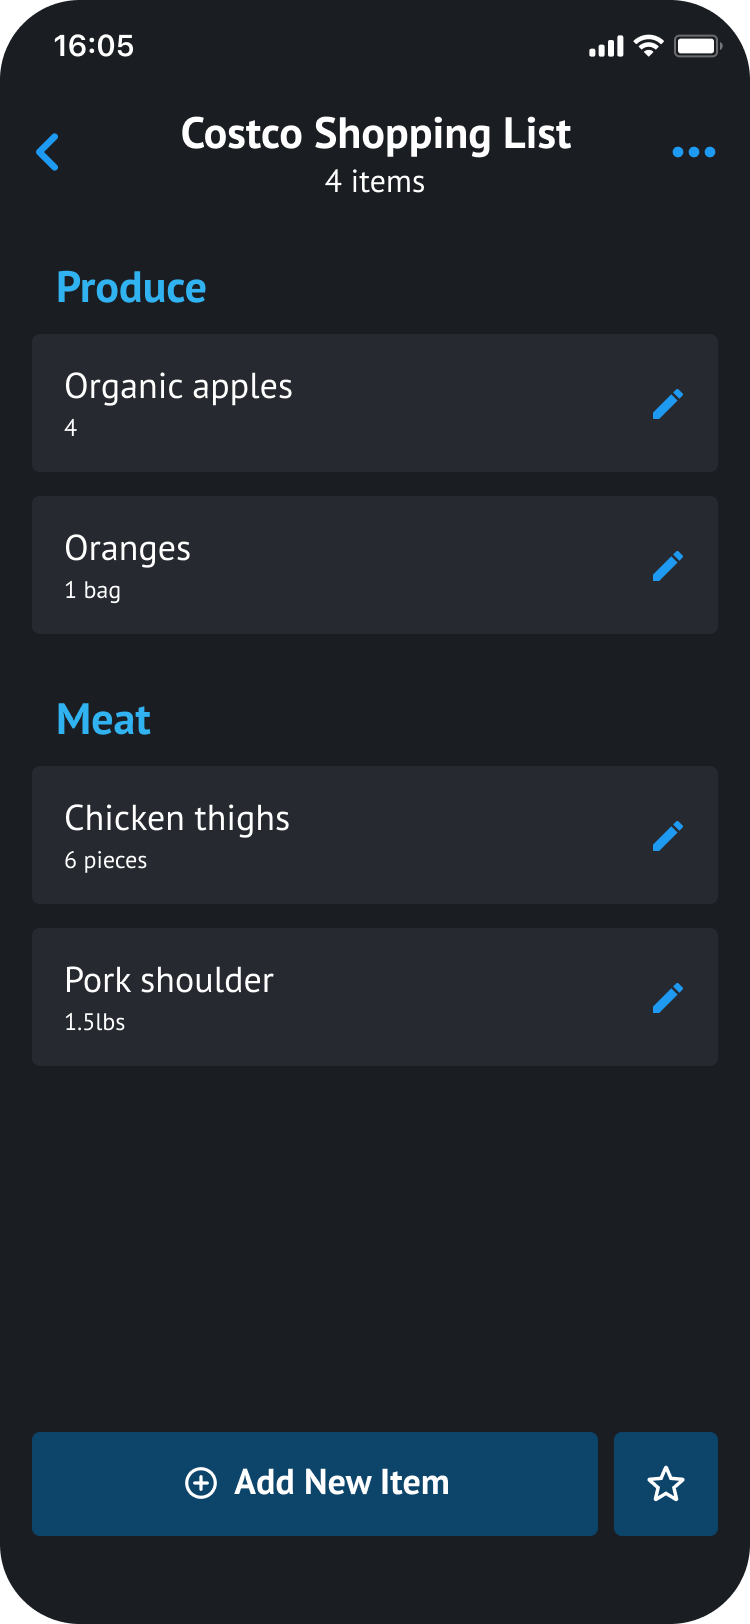 16:05
Costco Shopping List
4 items
Produce
Organic apples
4
Oranges
1 bag
Meat
Chicken thighs
6 pieces
Pork shoulder
1.5lbs
Add New Item